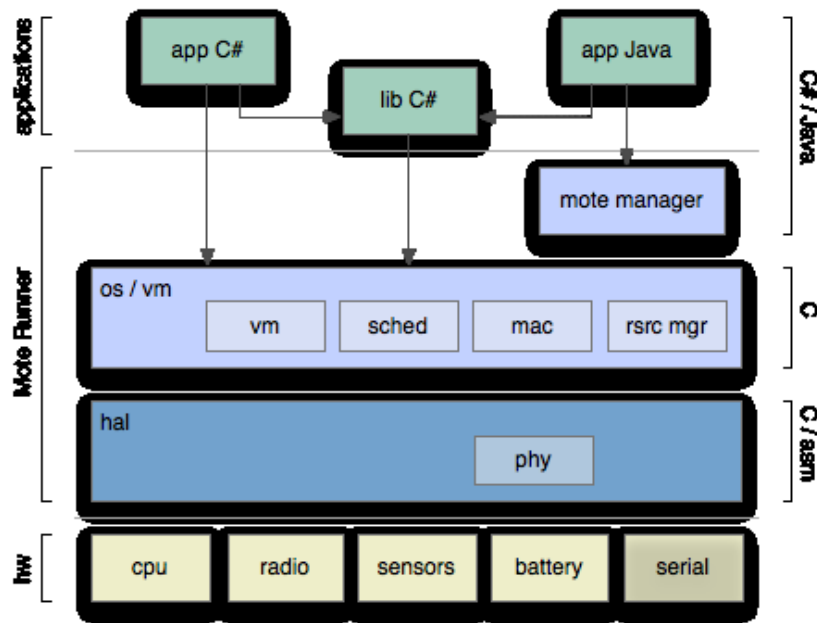 applications
app C#
app Java
lib C#
C# / Java
mote manager
Mote Runner
os / vm
vm
sched
mac
rsrc mgr
C
hal
phy
C / asm
hw
cpu
radio
sensors
battery
serial